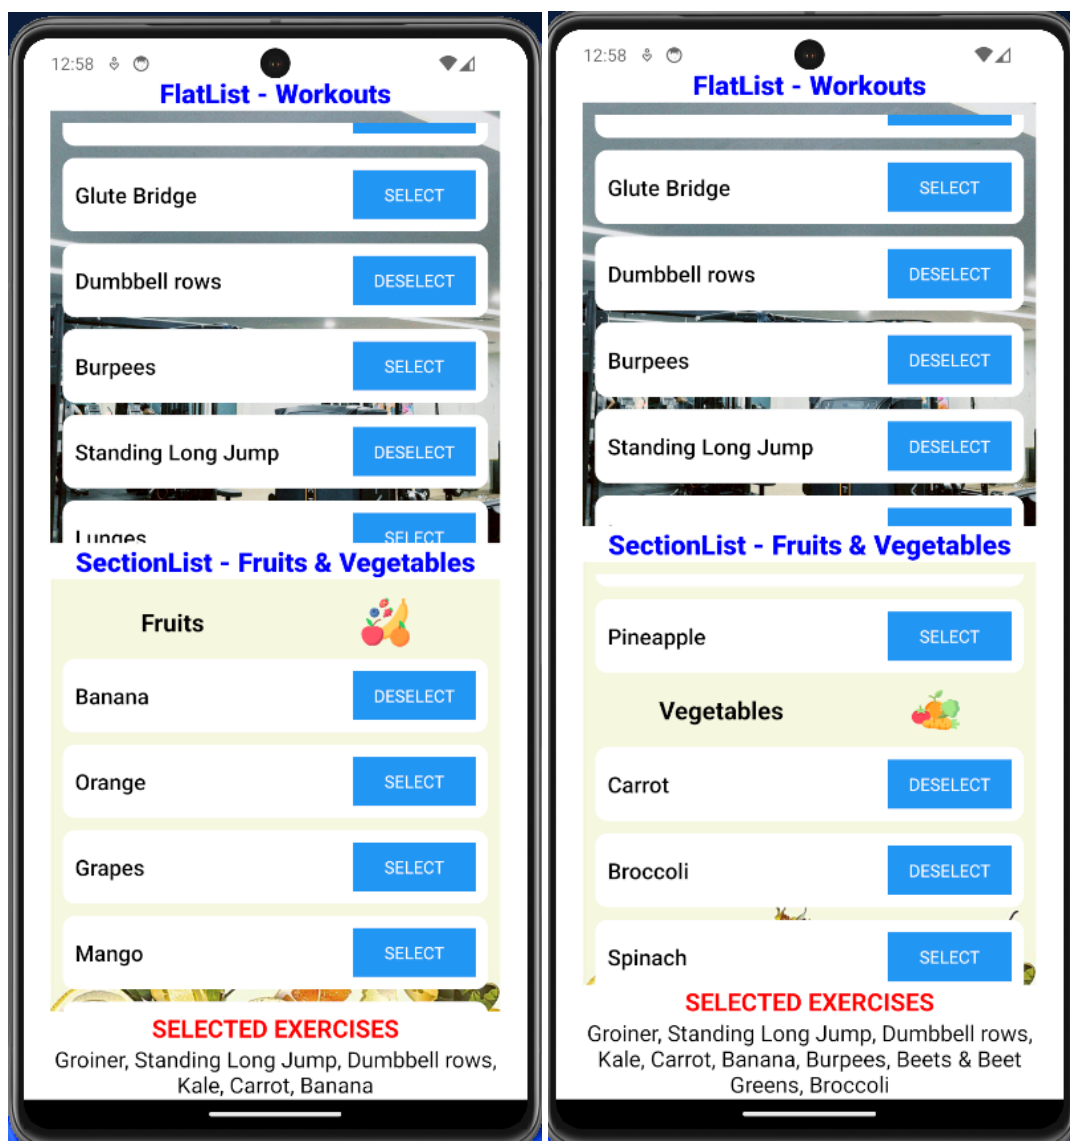 12:58
FlatList - Workouts
Glute Bridge SELECT
Dumbbell rows DESELECT
Burpees SELECT
Standing Long Jump DESELECT
Lunges SELECT
SectionList - Fruits & Vegetables
Fruits
Banana DESELECT
Orange SELECT
Grapes SELECT
Mango SELECT
SELECTED EXERCISES
Groiner, Standing Long Jump, Dumbbell rows,
Kale, Carrot, Banana
12:58
FlatList - Workouts
Glute Bridge SELECT
Dumbbell rows DESELECT
Burpees DESELECT
Standing Long Jump DESELECT
SectionList - Fruits & Vegetables
Pineapple SELECT
Vegetables
Carrot DESELECT
Broccoli DESELECT
Spinach SELECT
SELECTED EXERCISES
Groiner, Standing Long Jump, Dumbbell rows,
Kale, Carrot, Banana, Burpees, Beets & Beet
Greens, Broccoli